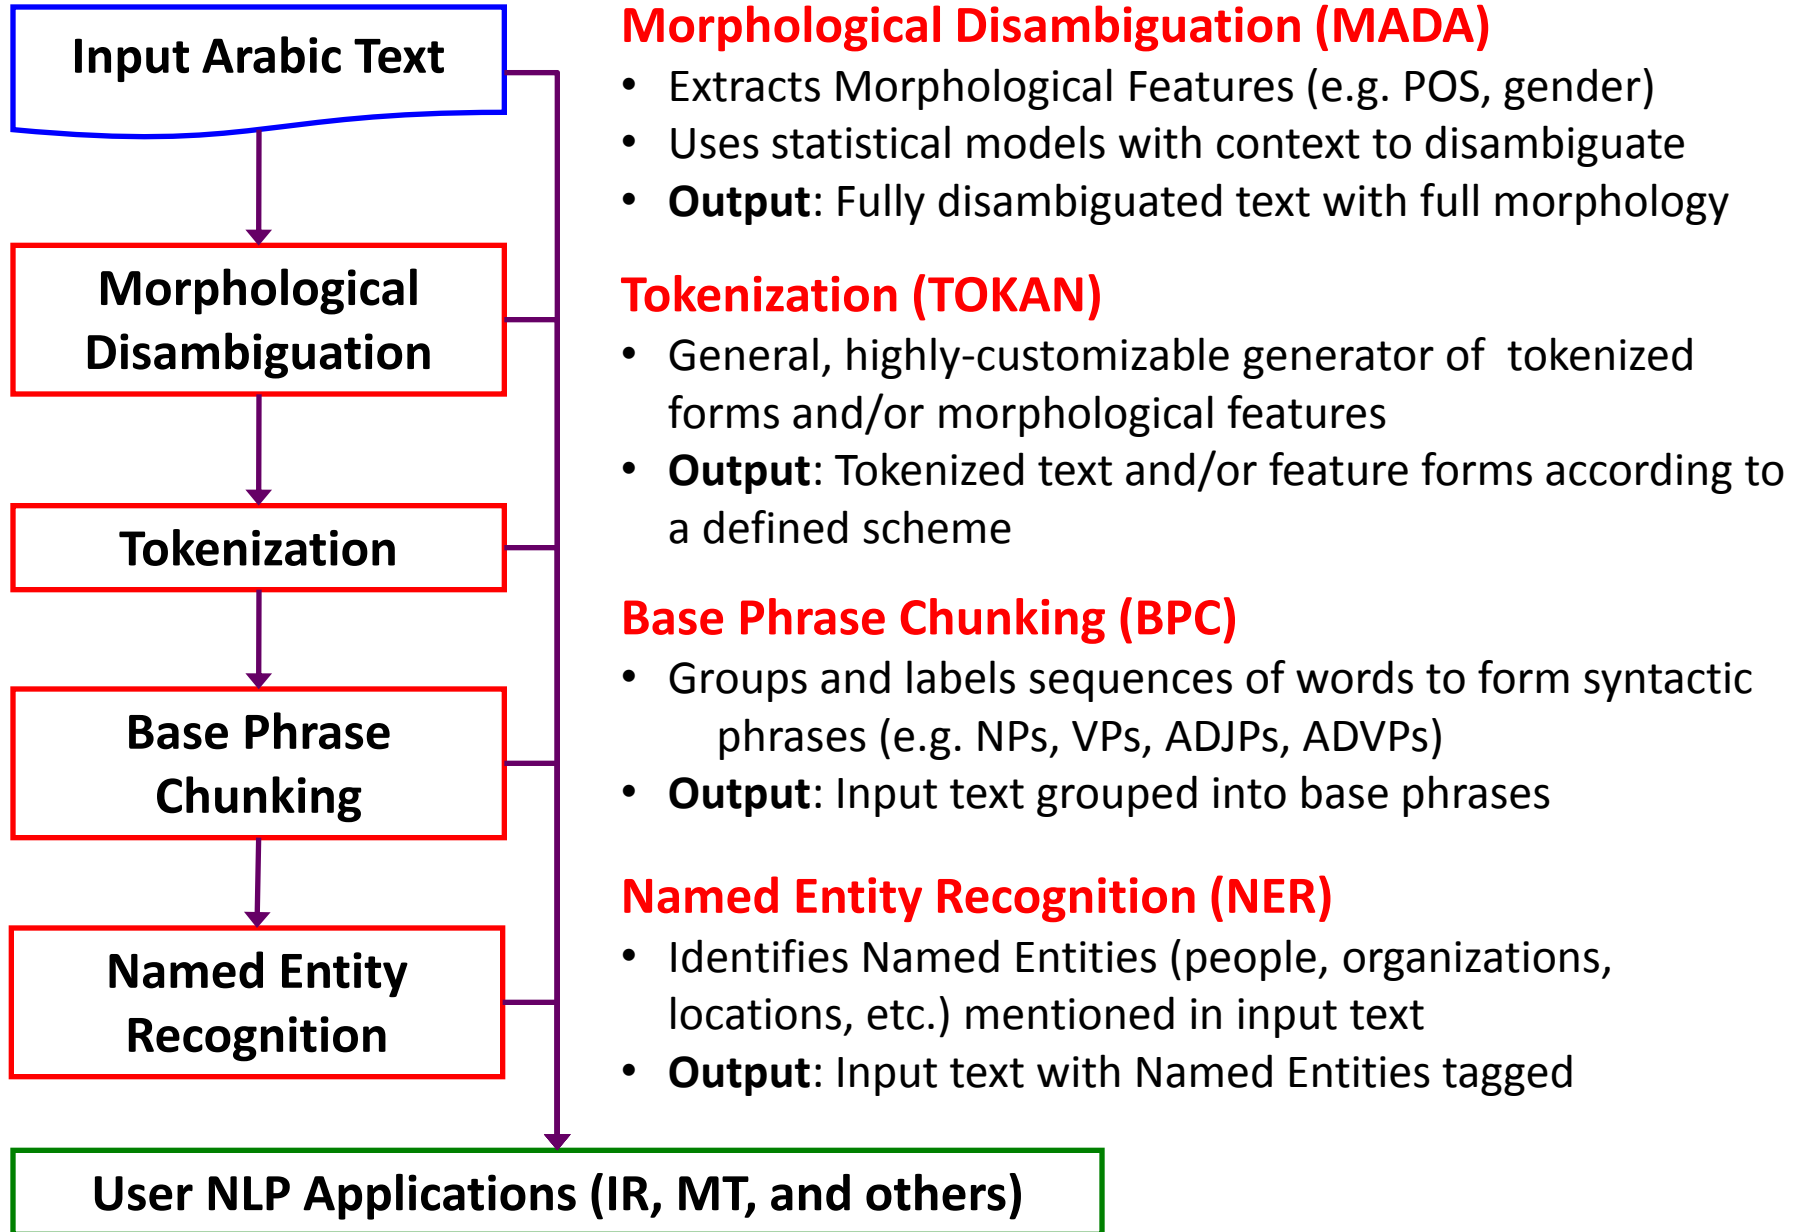 Input Arabic Text
Morphological
Disambiguation
Tokenization
Base Phrase
Chunking
Named Entity
Recognition
User NLP Applications (IR, MT, and others)
Morphological Disambiguation (MADA)
• Extracts Morphological Features (e.g. POS, gender)
• Uses statistical models with context to disambiguate
• Output: Fully disambiguated text with full morphology
Tokenization (TOKAN)
• General, highly-customizable generator of tokenized
forms and/or morphological features
• Output: Tokenized text and/or feature forms according to
a defined scheme
Base Phrase Chunking (BPC)
• Groups and labels sequences of words to form syntactic
phrases (e.g. NPs, VPs, ADJPs, ADVPs)
• Output: Input text grouped into base phrases
Named Entity Recognition (NER)
• Identifies Named Entities (people, organizations,
locations, etc.) mentioned in input text
• Output: Input text with Named Entities tagged